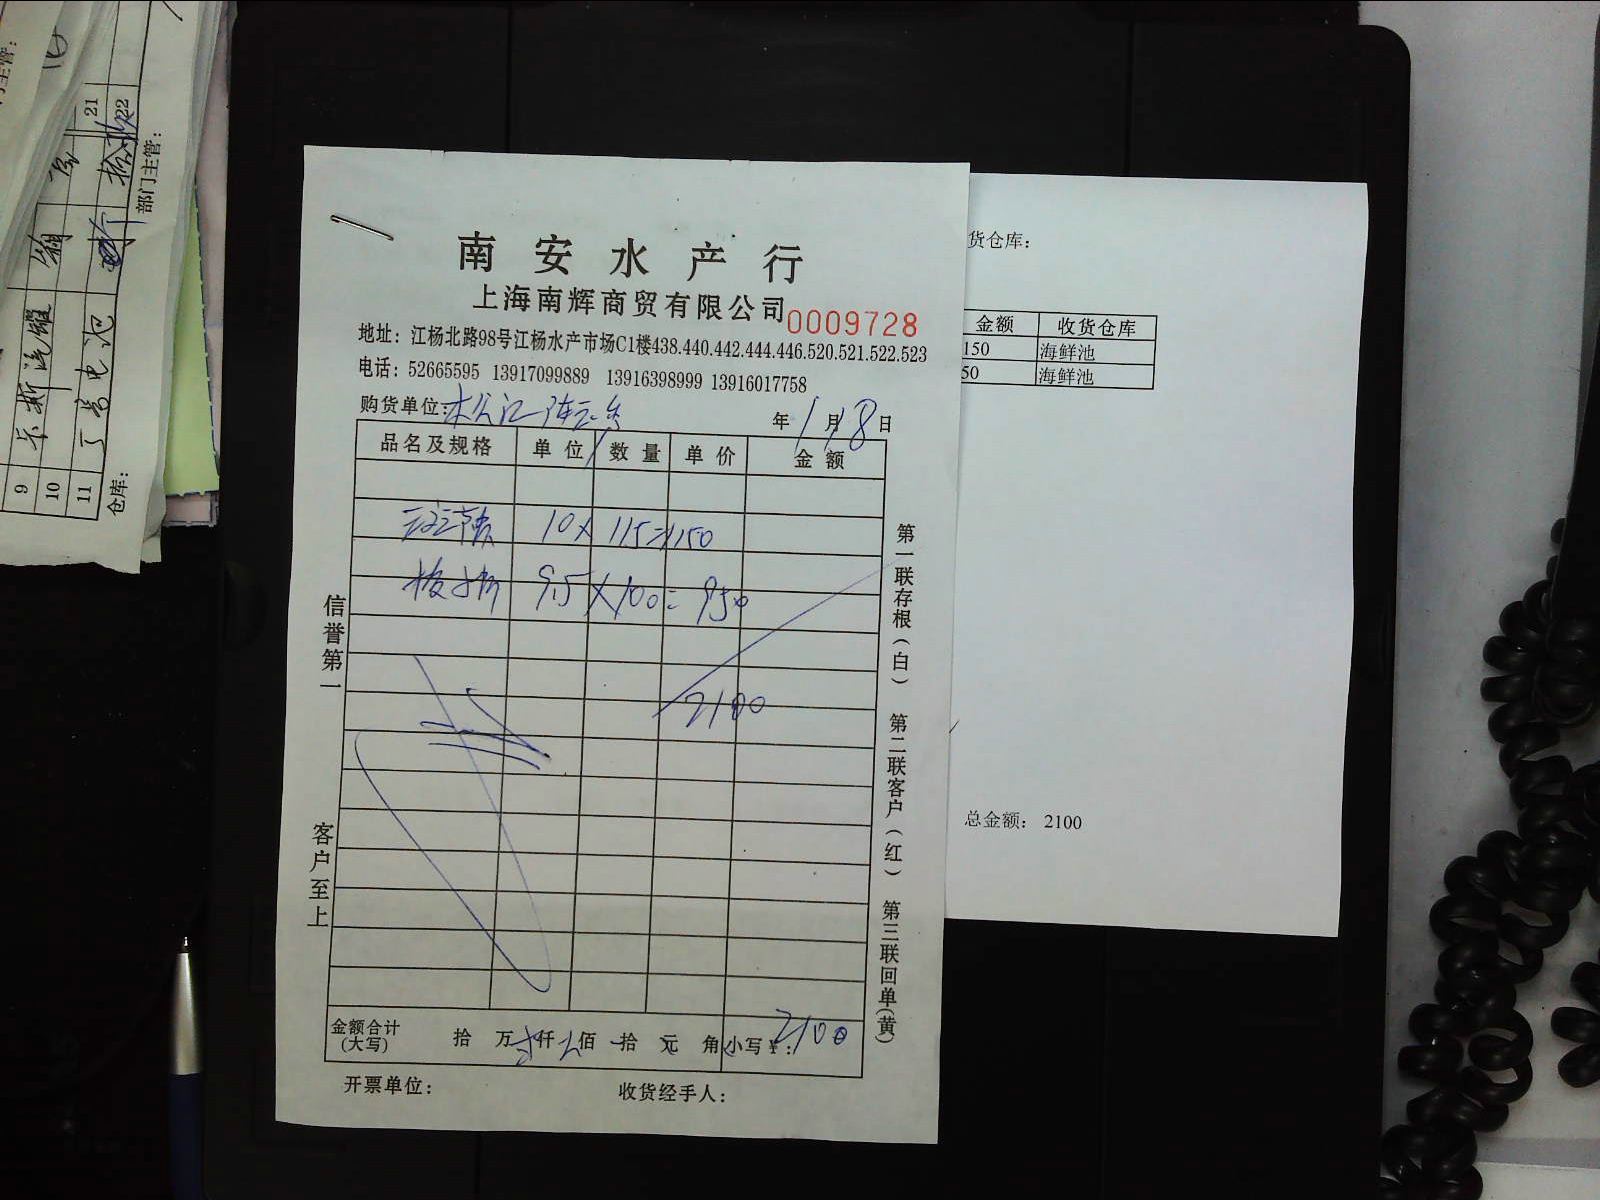 南安水产行
上海南辉商贸有限公司 0009728
地址：江杨北路98号江杨水产市场C1楼438.440.442.444.446.520.521.522.523
电话：52665595 13917099889 13916398999 13916017758
购货单位：
年 1 月 18 日
品名及规格 单位 数量 单价 金额
10 × 115=1150
9.5 × 100= 950
2100
金额合计(大写) 拾 万 仟 佰 拾 元 角 小写￥：2100
开票单位： 收货经手人：
信誉第一
客户至上
第一联存根(白) 第二联客户(红) 第三联回单(黄)
货仓库：
金额 收货仓库
150 海鲜池
50 海鲜池
总金额： 2100
21
22
部门主管：
9
10
11
仓库：